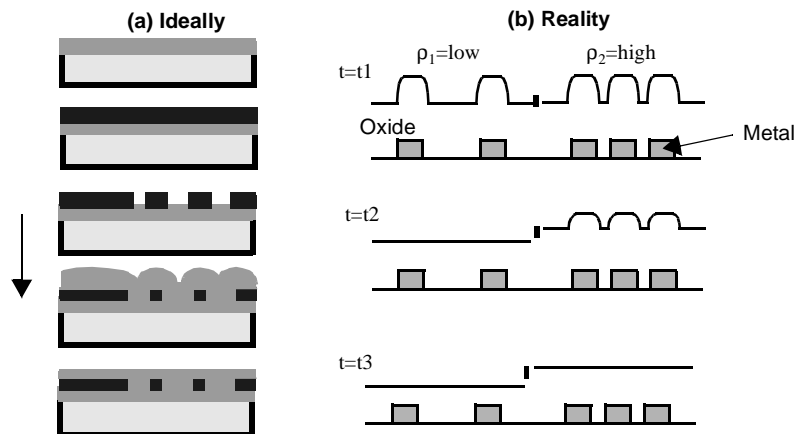 (a) Ideally
(b) Reality
ρ₁=low
ρ₂=high
t=t1
Oxide
Metal
t=t2
t=t3